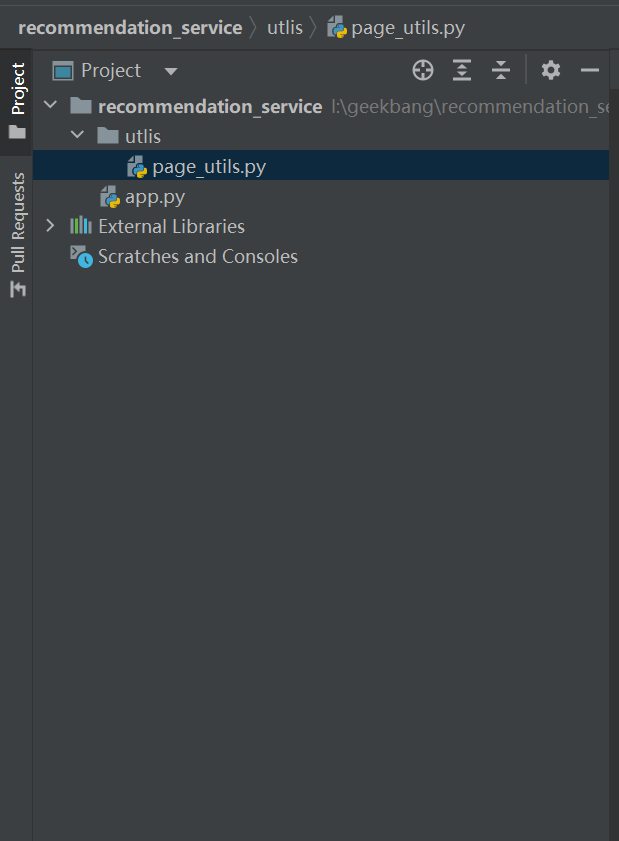 recommendation_service utlis page_utils.py
Project
Project
Pull Requests
recommendation_service l:\geekbang\recommendation_se
utlis
page_utils.py
app.py
External Libraries
Scratches and Consoles